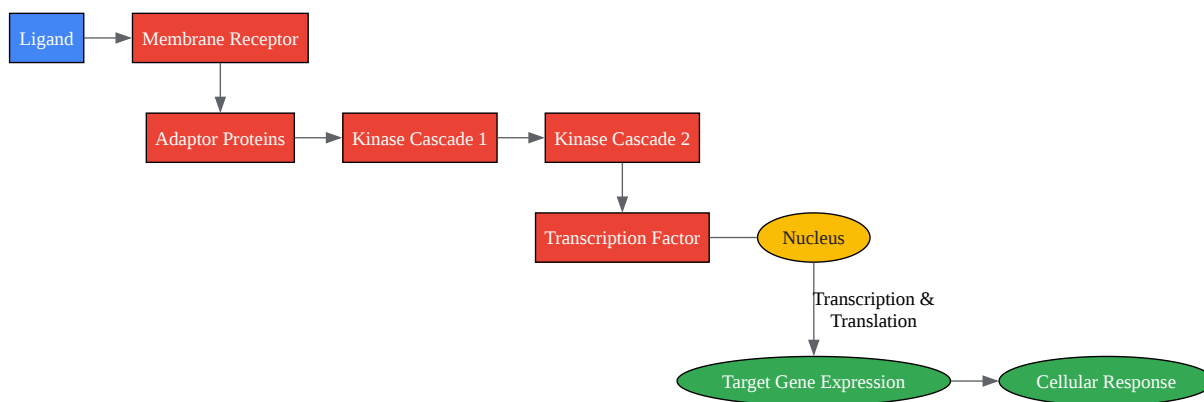 Ligand
Membrane Receptor
Adaptor Proteins
Kinase Cascade 1
Kinase Cascade 2
Transcription Factor
Nucleus
Transcription &
Translation
Target Gene Expression
Cellular Response